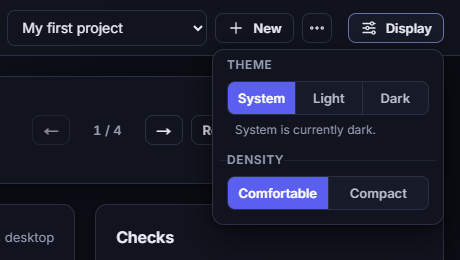 My first project
New
Display
THEME
System Light Dark
System is currently dark.
← 1 / 4 →
DENSITY
Comfortable Compact
desktop
Checks